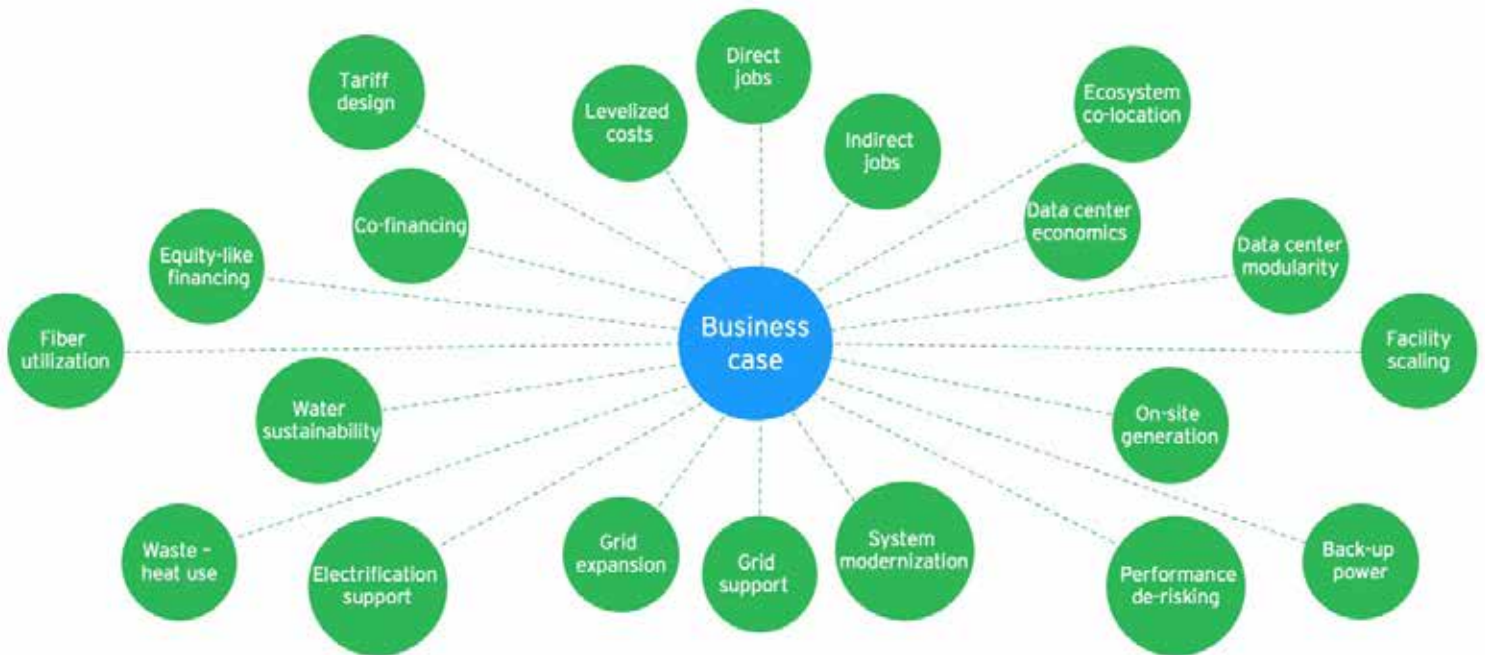 Direct
jobs
Tariff
design
Levelized
costs
Ecosystem
co-location
Indirect
jobs
Co-financing
Data center
economics
Equity-like
financing
Data center
modularity
Business
case
Fiber
utilization
Facility
scaling
Water
sustainability
On-site
generation
Waste -
heat use
Electrification
support
Grid
expansion
Grid
support
System
modernization
Performance
de-risking
Back-up
power